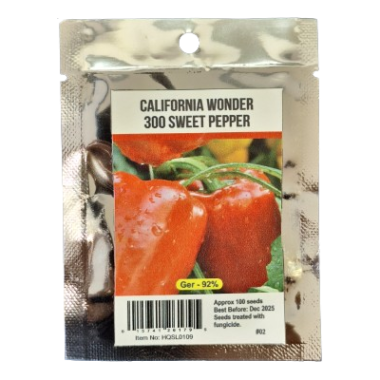 CALIFORNIA WONDER
300 SWEET PEPPER
Ger - 92%
Approx 100 seeds
Best Before: Dec 2025
Seeds treated with
fungicide.
#02
Item No: HQSL0109